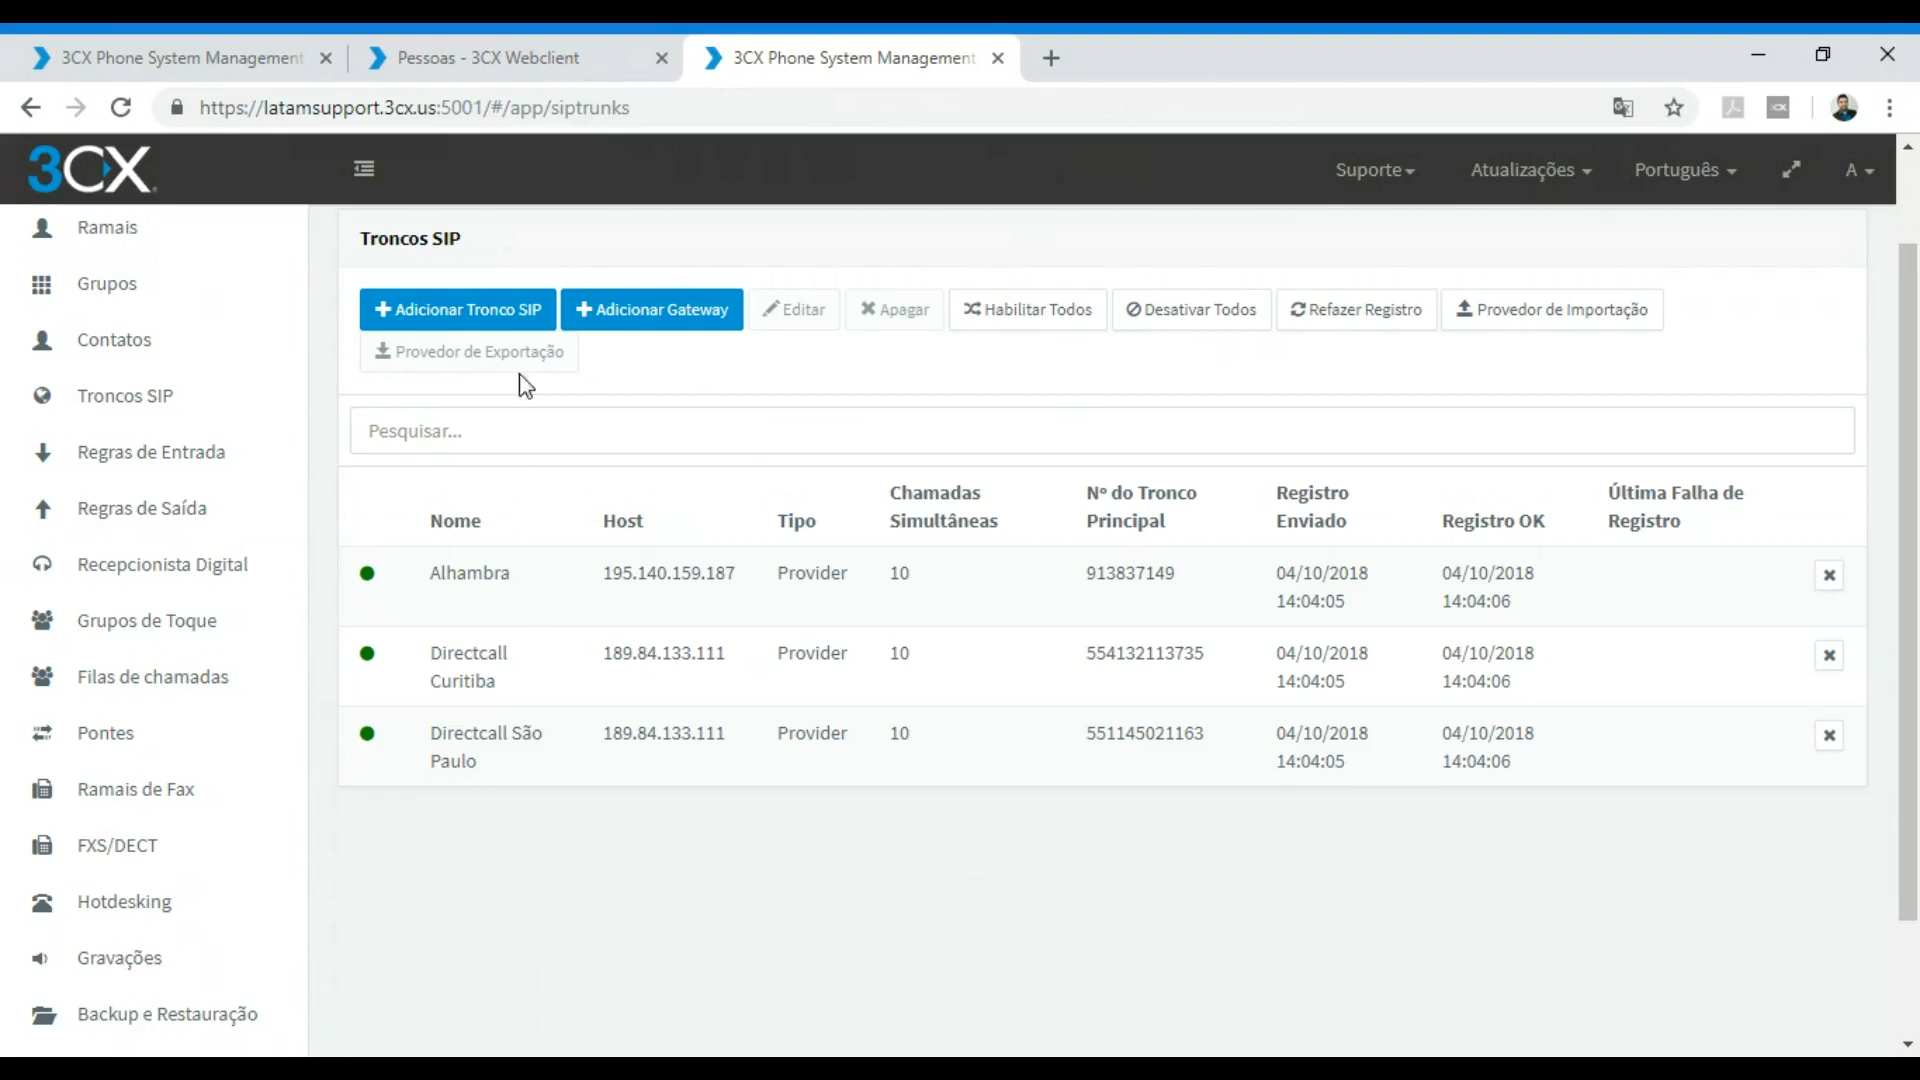 3CX Phone System Management
Pessoas - 3CX Webclient
3CX Phone System Management
https://latamsupport.3cx.us:5001/#/app/siptrunks
3CX
Suporte
Atualizações
Português
A
Ramais
Grupos
Contatos
Troncos SIP
Regras de Entrada
Regras de Saída
Recepcionista Digital
Grupos de Toque
Filas de chamadas
Pontes
Ramais de Fax
FXS/DECT
Hotdesking
Gravações
Backup e Restauração
Troncos SIP
Adicionar Tronco SIP
Adicionar Gateway
Editar
Apagar
Habilitar Todos
Desativar Todos
Refazer Registro
Provedor de Importação
Provedor de Exportação
Pesquisar...
Nome
Host
Tipo
Chamadas
Simultâneas
Nº do Tronco
Principal
Registro
Enviado
Registro OK
Última Falha de
Registro
Alhambra
195.140.159.187
Provider
10
913837149
04/10/2018
14:04:05
04/10/2018
14:04:06
Directcall
Curitiba
189.84.133.111
Provider
10
554132113735
04/10/2018
14:04:05
04/10/2018
14:04:06
Directcall São
Paulo
189.84.133.111
Provider
10
551145021163
04/10/2018
14:04:05
04/10/2018
14:04:06